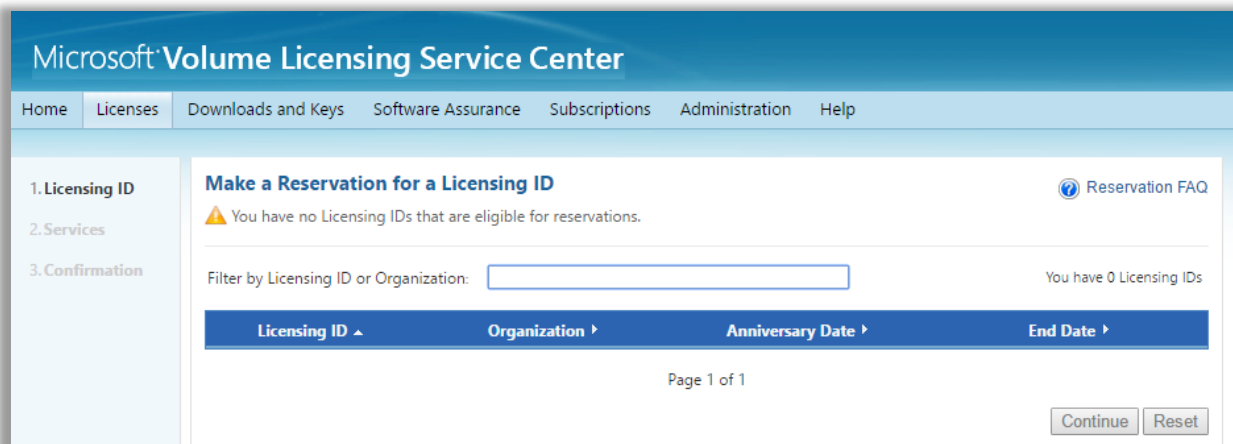 Microsoft Volume Licensing Service Center
Home Licenses Downloads and Keys Software Assurance Subscriptions Administration Help
1. Licensing ID
2. Services
3. Confirmation
Make a Reservation for a Licensing ID
Reservation FAQ
You have no Licensing IDs that are eligible for reservations.
Filter by Licensing ID or Organization:
You have 0 Licensing IDs
Licensing ID Organization Anniversary Date End Date
Page 1 of 1
Continue Reset